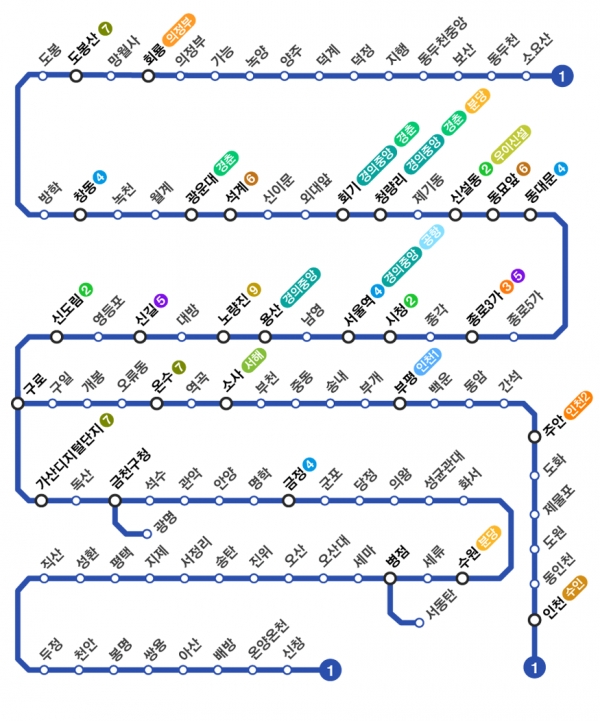 도봉
도봉산 7
망월사
회룡 의정부
의정부
가능
녹양
양주
덕계
덕정
지행
동두천중앙
보산
동두천
소요산
1
방학
창동 4
녹천
월계
광운대 경춘
석계 6
신이문
외대앞
회기 경의중앙 경춘
청량리 경의중앙 경춘 분당
제기동
신설동 2 우이신설
동묘앞 6
동대문 4
신도림 2
영등포
신길 5
대방
노량진 9
용산 경의중앙
남영
서울역 4 경의중앙 공항
시청 2
종각
종로3가 3 5
종로5가
구로
구일
개봉
오류동
온수 7
역곡
소사 서해
부천
중동
송내
부개
부평 인천1
백운
동암
간석
주안 인천2
도화
제물포
도원
동인천
인천 수인
1
가산디지털단지 7
독산
금천구청
석수
관악
안양
명학
금정 4
군포
당정
의왕
성균관대
화서
광명
직산
성환
평택
지제
서정리
송탄
진위
오산
오산대
세마
병점
세류
수원 분당
서동탄
두정
천안
봉명
쌍용
아산
배방
온양온천
신창
1